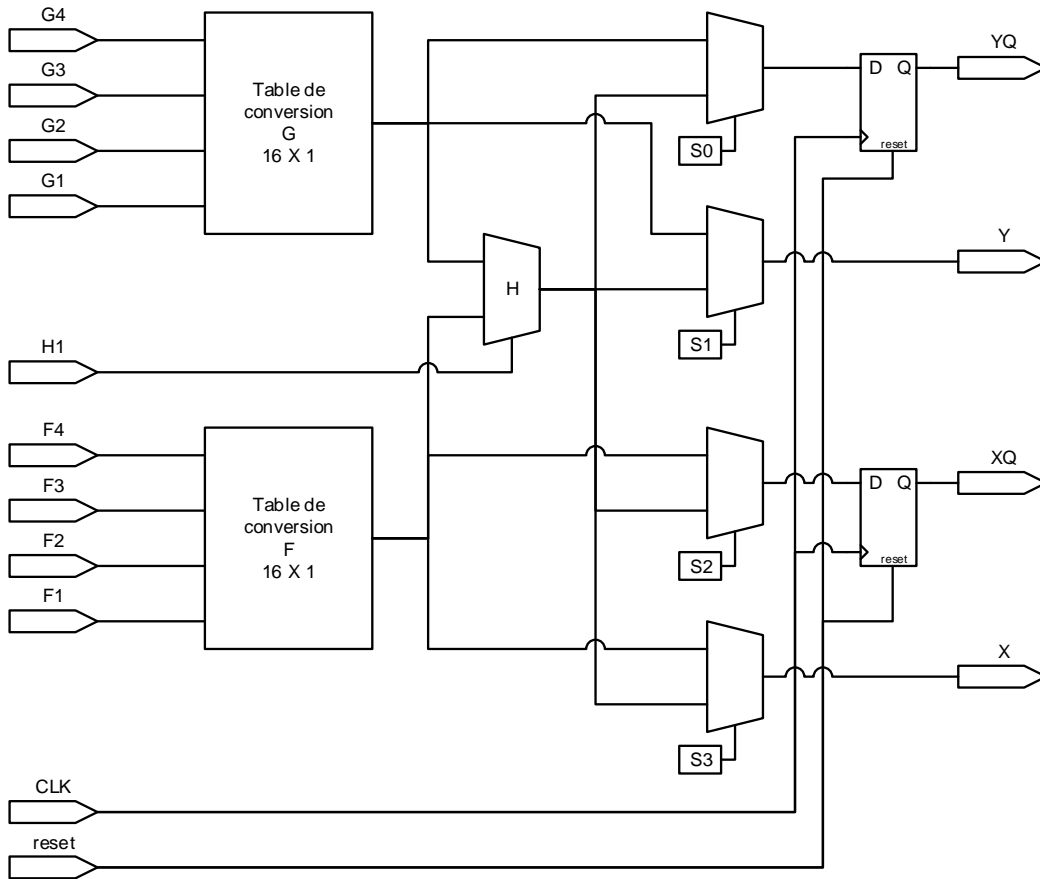 G4
G3
G2
G1
Table de
conversion
G
16 X 1
S0
D Q
reset
YQ
H
S1
Y
H1
F4
F3
F2
F1
Table de
conversion
F
16 X 1
S2
D Q
reset
XQ
S3
X
CLK
reset